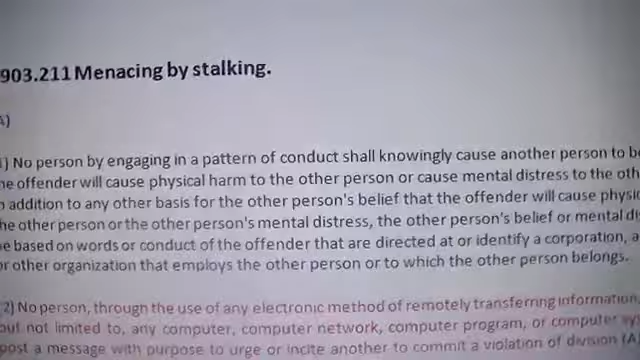 903.211 Menacing by stalking.
A)
) No person by engaging in a pattern of conduct shall knowingly cause another person to be
he offender will cause physical harm to the other person or cause mental distress to the oth
addition to any other basis for the other person's belief that the offender will cause physic
he other person or the other person's mental distress, the other person's belief or mental di
e based on words or conduct of the offender that are directed at or identify a corporation, a
or other organization that employs the other person or to which the other person belongs.
2) No person, through the use of any electronic method of remotely transferring information,
but not limited to, any computer, computer network, computer program, or computer sys
post a message with purpose to urge or incite another to commit a violation of division (A)